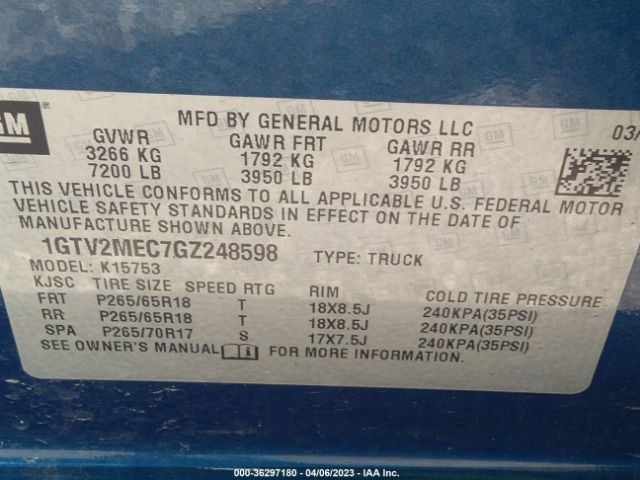 GM ®
MFD BY GENERAL MOTORS LLC
03/
GVWR GAWR FRT GAWR RR
3266 KG 1792 KG 1792 KG
7200 LB 3950 LB 3950 LB
THIS VEHICLE CONFORMS TO ALL APPLICABLE U.S. FEDERAL MOTOR
VEHICLE SAFETY STANDARDS IN EFFECT ON THE DATE OF
MANUFACTURE SHOWN ABOVE.
1GTV2MEC7GZ248598 TYPE: TRUCK
MODEL: K15753
KJSC TIRE SIZE SPEED RTG RIM COLD TIRE PRESSURE
FRT P265/65R18 T 18X8.5J 240KPA(35PSI)
RR P265/65R18 T 18X8.5J 240KPA(35PSI)
SPA P265/70R17 S 17X7.5J 240KPA(35PSI)
SEE OWNER'S MANUAL FOR MORE INFORMATION.
000-36297180 - 04/06/2023 - IAA Inc.